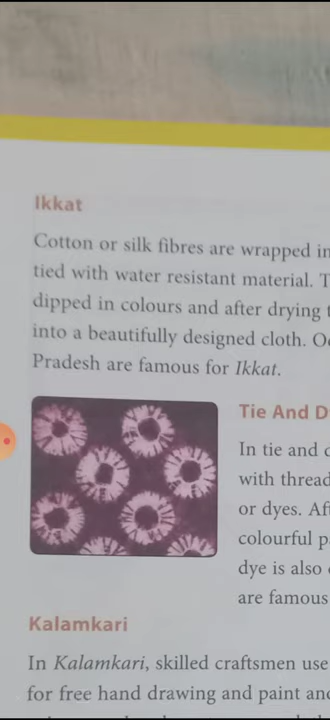 Ikkat
Cotton or silk fibres are wrapped in
tied with water resistant material. T
dipped in colours and after drying
into a beautifully designed cloth.
Pradesh are famous for Ikkat.
Tie And D
In tie and
with thread
or dyes.
colourful
dye is also
are famous
Kalamkari
In Kalamkari, skilled craftsmen use
for free hand drawing and paint